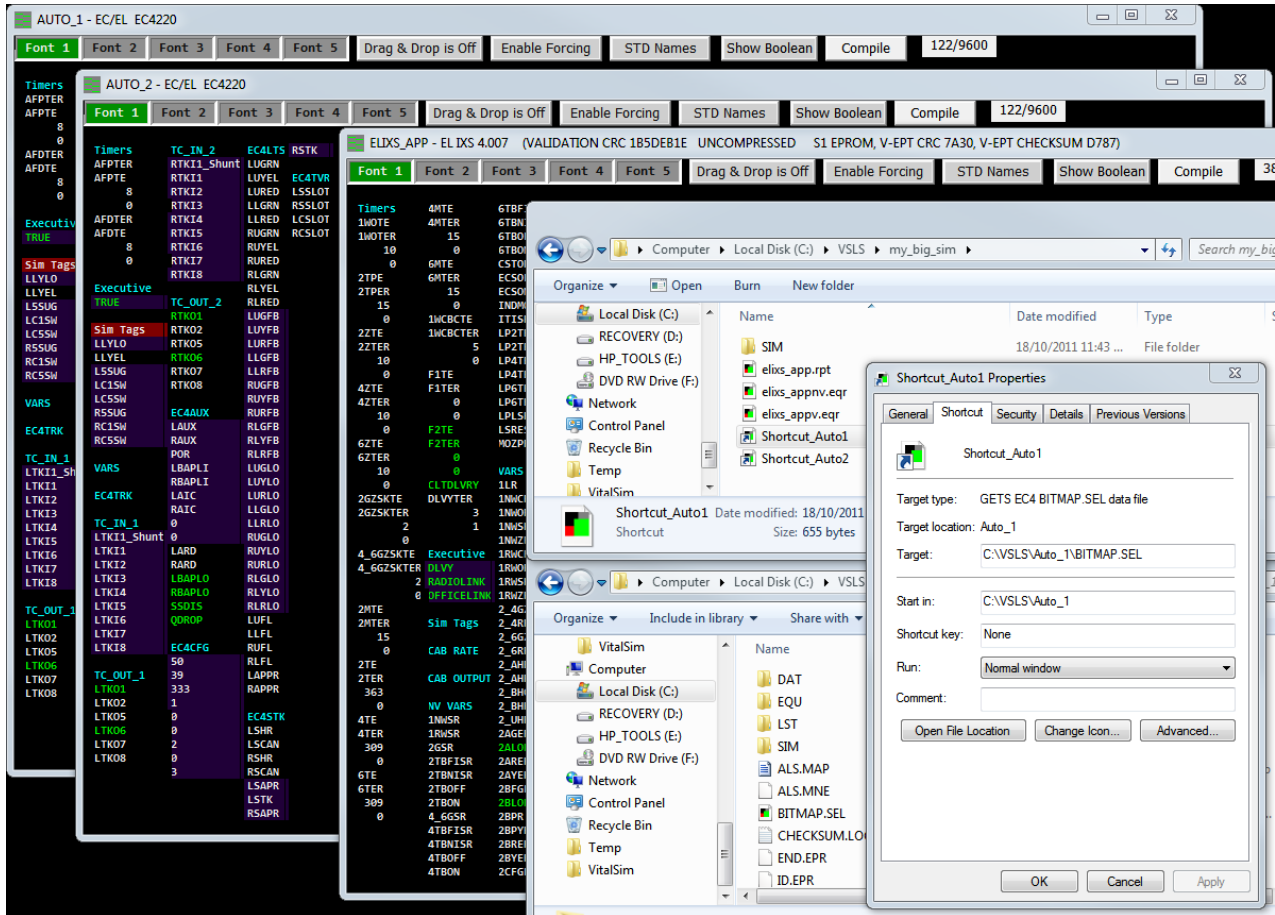 AUTO_1 - EC/EL EC4220
Font 1 Font 2 Font 3 Font 4 Font 5 Drag & Drop is Off Enable Forcing STD Names Show Boolean Compile 122/9600
Timers
AFPTER
AFPTE
8
0
AFDTER
AFDTE
8
0
Executiv
TRUE
Sim Tags
LLYLO
LLYEL
LSSUG
LC1SW
LC5SW
RSSUG
RC1SW
RC5SW
VARS
EC4TRK
TC_IN_1
LTKI1_Sh
LTKI1
LTKI2
LTKI3
LTKI4
LTKI5
LTKI6
LTKI7
LTKI8
TC_OUT_1
LTKO1
LTKO2
LTKO5
LTKO6
LTKO7
LTKO8
AUTO_2 - EC/EL EC4220
Font 1 Font 2 Font 3 Font 4 Font 5 Drag & Drop is Off Enable Forcing STD Names Show Boolean Compile 122/9600
Timers
AFPTER
AFPTE
8
0
AFDTER
AFDTE
8
0
Executive
TRUE
Sim Tags
LLYLO
LLYEL
LSSUG
LC1SW
LC5SW
RSSUG
RC1SW
RC5SW
VARS
EC4TRK
TC_IN_1
LTKI1_Shunt
LTKI1
LTKI2
LTKI3
LTKI4
LTKI5
LTKI6
LTKI7
LTKI8
TC_OUT_1
LTKO1
LTKO2
LTKO5
LTKO6
LTKO7
LTKO8
TC_IN_2
RTKI1_Shunt
RTKI1
RTKI2
RTKI3
RTKI4
RTKI5
RTKI6
RTKI7
RTKI8
TC_OUT_2
RTKO1
RTKO2
RTKO5
RTKO6
RTKO7
RTKO8
EC4AUX
LAUX
RAUX
POR
LBAPLI
RBAPLI
LAIC
RAIC
0
0
LARD
RARD
LBAPLO
RBAPLO
SSDIS
QDROP
EC4CFG
50
39
333
1
0
0
2
0
3
EC4LTS
LUGRN
LUYEL
LURED
LLGRN
LLRED
RUGRN
RUYEL
RURED
RLGRN
RLYEL
RLRED
LUGFB
LUYFB
LURFB
LLGFB
LLRFB
RUGFB
RUYFB
RURFB
RLGFB
RLYFB
RLRFB
LUGLO
LUYLO
LURLO
LLGLO
LLRLO
RUGLO
RUYLO
RURLO
RLGLO
RLYLO
RLRLO
LUFL
LLFL
RUFL
RLFL
LAPPR
RAPPR
EC4STK
LSHR
LSCAN
RSHR
RSCAN
LSAPR
LSTK
RSAPR
RSTK
EC4TVR
LSSLOT
RSSLOT
LCSLOT
RCSLOT
ELIXS_APP - EL IXS 4.007 (VALIDATION CRC 1B5DEB1E UNCOMPRESSED S1 EPROM, V-EPT CRC 7A30, V-EPT CHECKSUM D787)
Font 1 Font 2 Font 3 Font 4 Font 5 Drag & Drop is Off Enable Forcing STD Names Show Boolean Compile 38
Timers
1WOTE
1WOTER
10
0
2TPE
2TPER
15
0
2ZTE
2ZTER
10
0
4ZTE
4ZTER
10
0
6ZTE
6ZTER
10
0
2GZSKTE
2GZSKTER
2
0
4_6GZSKTE
4_6GZSKTER
2
0
2MTE
2MTER
15
0
2TE
2TER
363
0
4TE
4TER
309
0
6TE
6TER
309
0
4MTE
4MTER
15
0
6MTE
6MTER
15
0
1WCBCTE
1WCBCTER
5
0
F1TE
F1TER
0
0
F2TE
F2TER
0
0
CLTDLVRY
DLVYTER
3
1
Executive
DLVY
RADIOLINK
OFFICELINK
Sim Tags
CAB RATE
CAB OUTPUT
NV VARS
1NWSR
1RWSR
2GSR
2TBFISR
2TBNISR
2TBOFF
2TBON
4_6GSR
4TBFISR
4TBNISR
4TBOFF
4TBON
VARS
1LR
Computer Local Disk (C:) VSLS my_big_sim
Organize Open Burn New folder
Local Disk (C:)
RECOVERY (D:)
HP_TOOLS (E:)
DVD RW Drive (F:)
Network
Control Panel
Recycle Bin
Temp
VitalSim
Name Date modified Type
SIM 18/10/2011 11:43 ... File folder
elixs_app.rpt
elixs_appnv.eqr
elixs_appv.eqr
Shortcut_Auto1
Shortcut_Auto2
Shortcut_Auto1 Date modified: 18/10/2011
Shortcut Size: 655 bytes
Computer Local Disk (C:) VSLS
Organize Include in library Share with
VitalSim
Computer
Local Disk (C:)
RECOVERY (D:)
HP_TOOLS (E:)
DVD RW Drive (F:)
Network
Control Panel
Recycle Bin
Temp
VitalSim
Name
DAT
EQU
LST
SIM
ALS.MAP
ALS.MNE
BITMAP.SEL
CHECKSUM.LO
END.EPR
ID.EPR
Shortcut_Auto1 Properties
General Shortcut Security Details Previous Versions
Shortcut_Auto1
Target type: GETS EC4 BITMAP.SEL data file
Target location: Auto_1
Target: C:\VSLS\Auto_1\BITMAP.SEL
Start in: C:\VSLS\Auto_1
Shortcut key: None
Run: Normal window
Comment:
Open File Location Change Icon... Advanced...
OK Cancel Apply